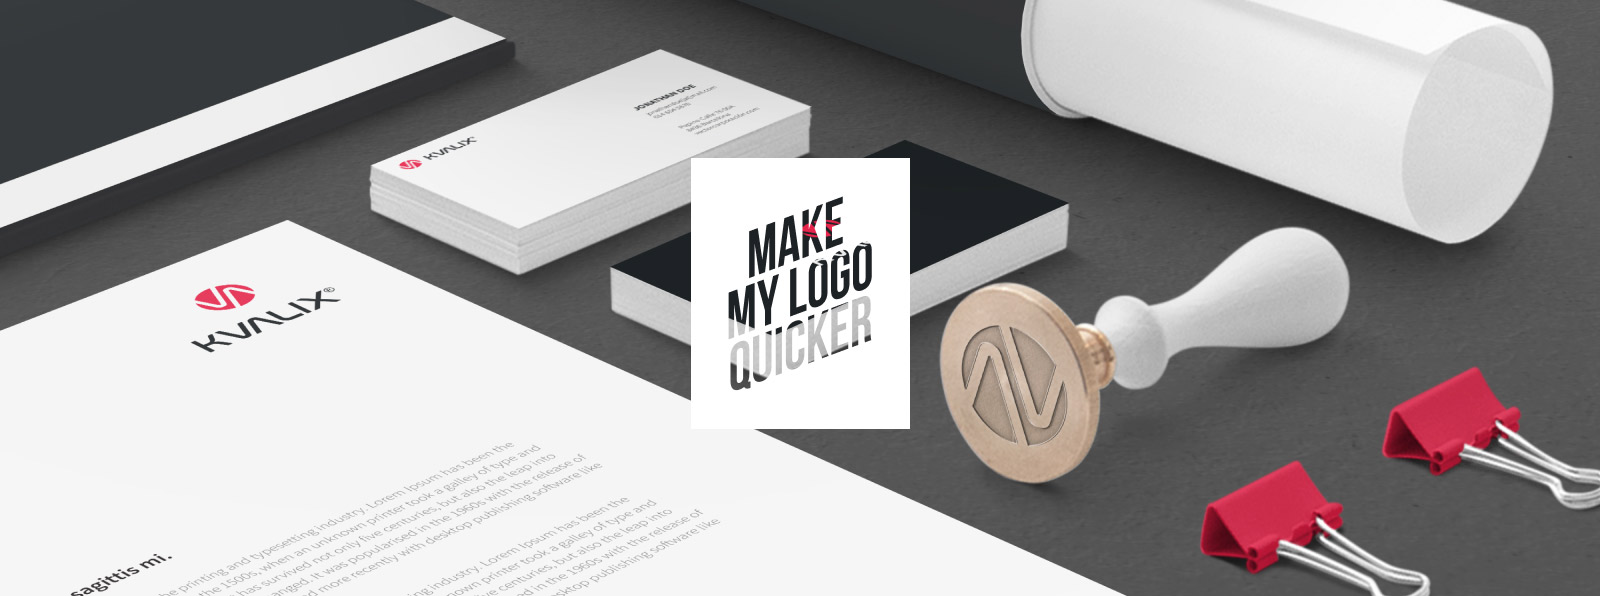 JONATHAN DOE
KVALIX
MAKE
MY LOGO
QUICKER
KVALIX®
printing and typesetting industry. Lorem Ipsum has been the
the 1500s, when an unknown printer took a galley of type and
has survived not only five centuries, but also the leap into
anged. It was popularised in the 1960s with the release of
d more recently with desktop publishing software like
sagittis mi.
industry. Lorem Ipsum has been the
known printer took a galley of type and
five centuries, but also the leap into
in the 1960s with the release of
publishing software like